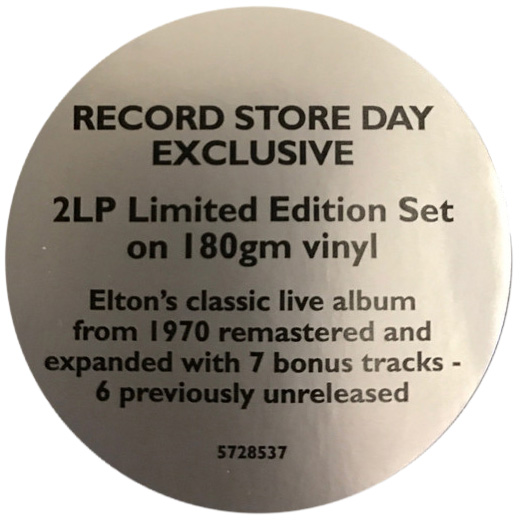 RECORD STORE DAY
EXCLUSIVE
2LP Limited Edition Set
on 180gm vinyl
Elton's classic live album
from 1970 remastered and
expanded with 7 bonus tracks -
6 previously unreleased
5728537